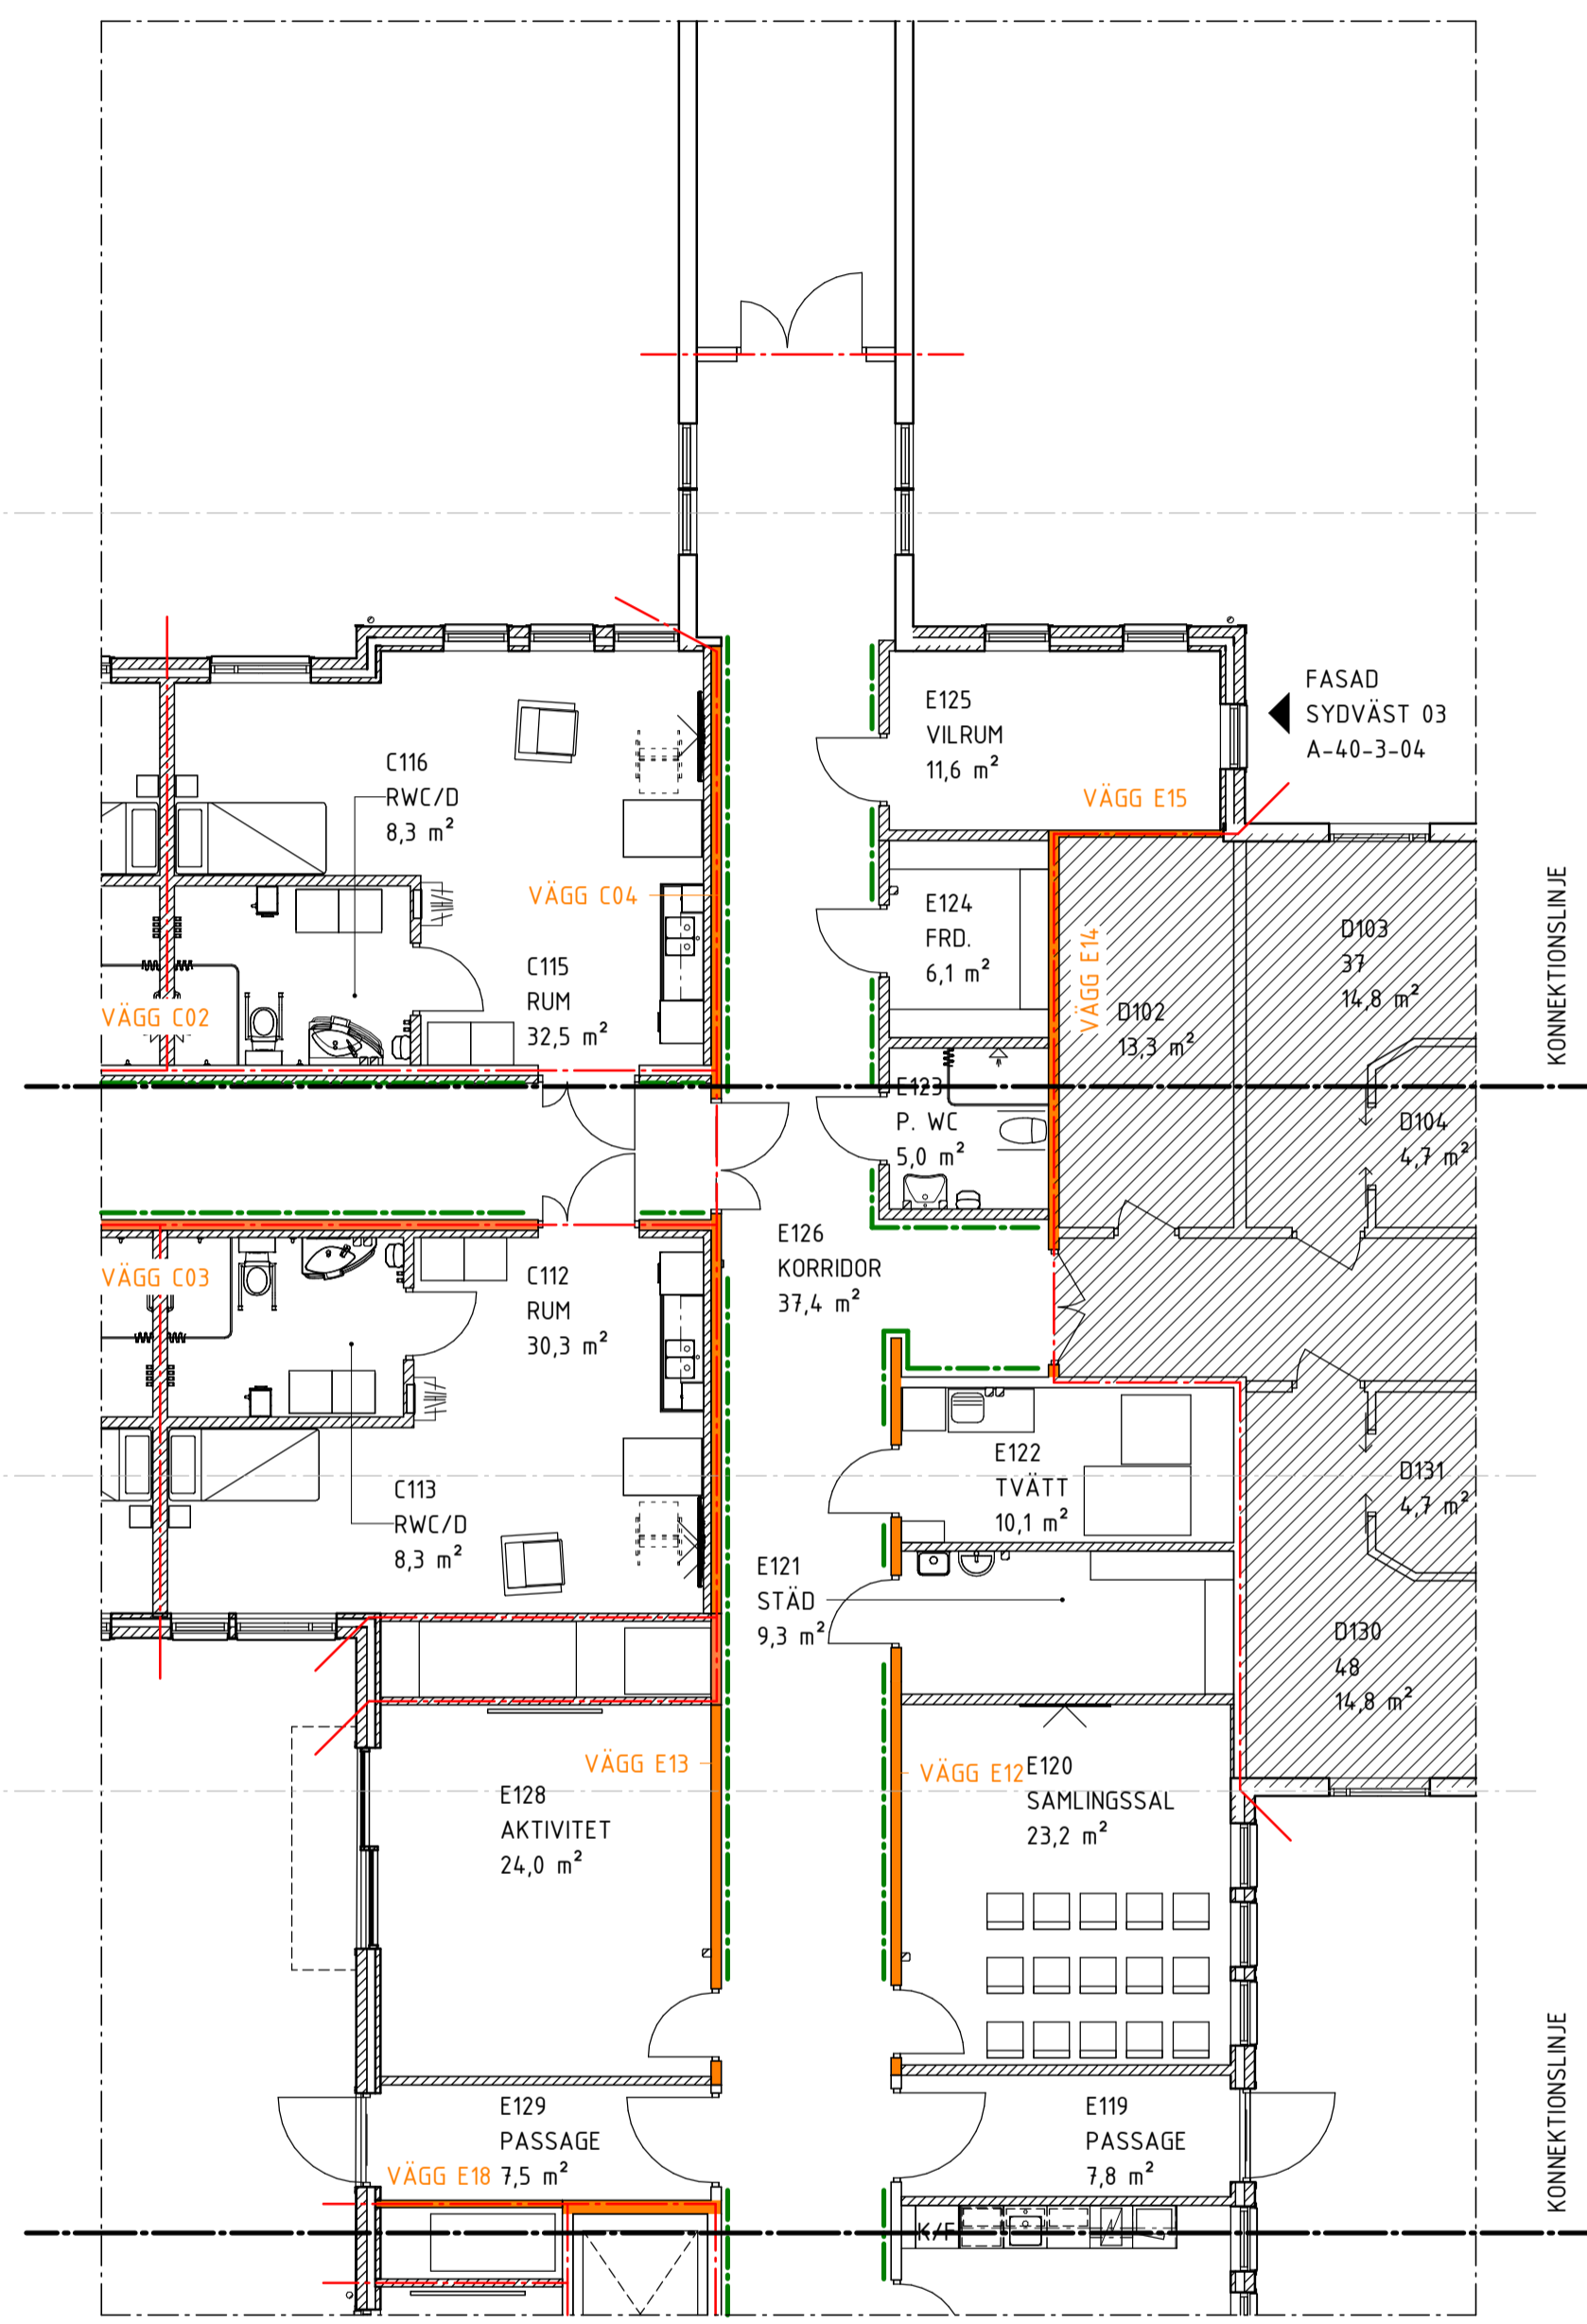 FASAD
SYDVÄST 03
A-40-3-04
E125
VILRUM
11,6 m²
VÄGG E15
C116
RWC/D
8,3 m²
VÄGG C04
E124
FRD.
6,1 m²
D103
37
14,8 m²
KONNEKTIONSLINJE
VÄGG E14
C115
RUM
32,5 m²
VÄGG C02
D102
13,3 m²
E123
P. WC
5,0 m²
D104
4,7 m²
E126
KORRIDOR
37,4 m²
VÄGG C03
C112
RUM
30,3 m²
E122
TVÄTT
10,1 m²
D131
4,7 m²
C113
RWC/D
8,3 m²
E121
STÄD
9,3 m²
D130
48
14,8 m²
VÄGG E13
VÄGG E12
E120
SAMLINGSSAL
23,2 m²
E128
AKTIVITET
24,0 m²
KONNEKTIONSLINJE
E129
PASSAGE
7,5 m²
VÄGG E18
E119
PASSAGE
7,8 m²
K/F